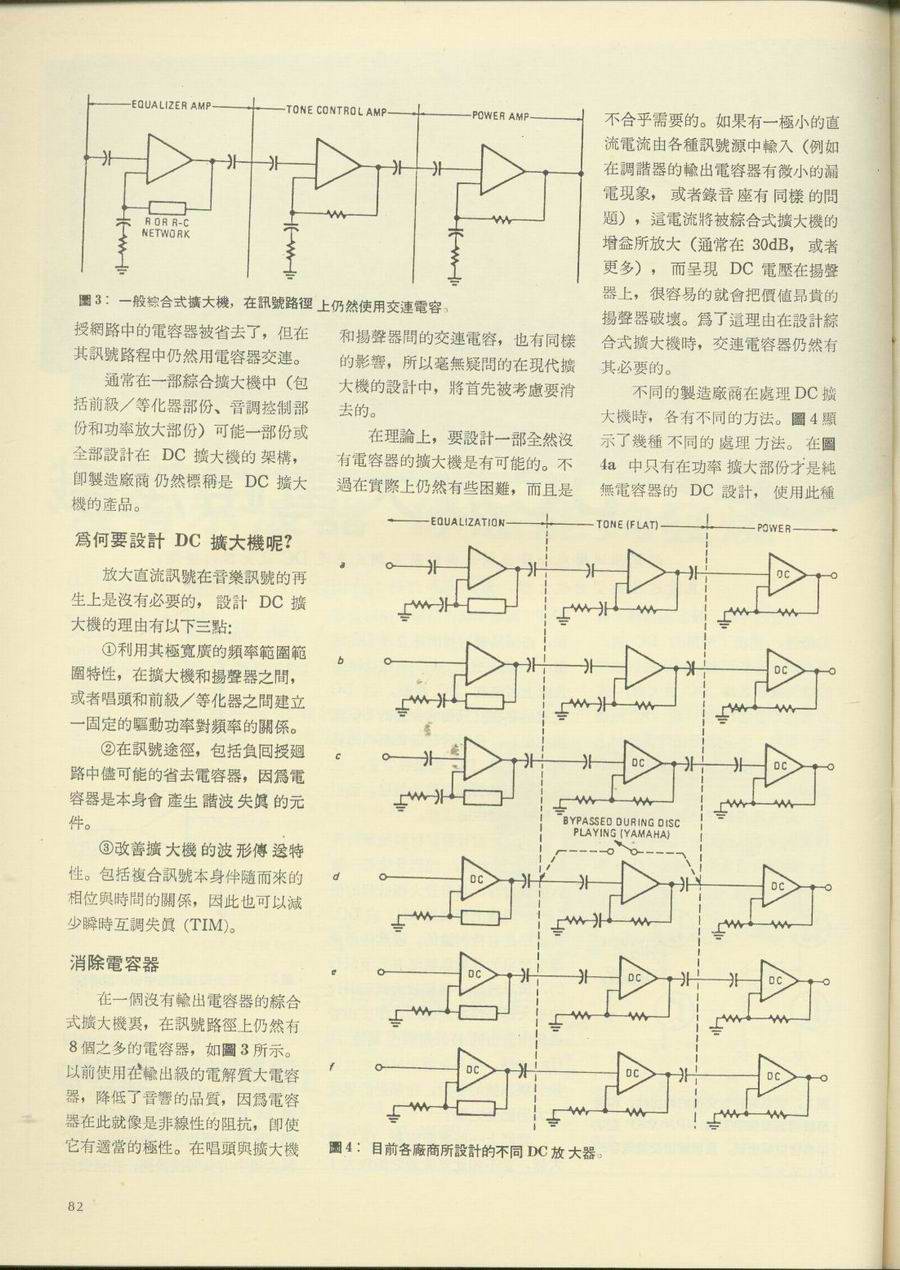 EQUALIZER AMP
TONE CONTROL AMP
POWER AMP
R OR R-C
NETWORK
圖3：一般綜合式擴大機，在訊號路徑上仍然使用交連電容。
授網路中的電容器被省去了，但在
其訊號路程中仍然用電容器交連。
通常在一部綜合擴大機中（包
括前級／等化器部份、音調控制部
份和功率放大部份）可能一部份或
全部設計在 DC 擴大機的架構，
卽製造廠商仍然標稱是 DC 擴大
機的產品。
爲何要設計 DC 擴大機呢?
放大直流訊號在音樂訊號的再
生上是沒有必要的，設計 DC 擴
大機的理由有以下三點:
①利用其極寬廣的頻率範圍範
圍特性，在擴大機和揚聲器之間，
或者唱頭和前級／等化器之間建立
一固定的驅動功率對頻率的關係。
②在訊號途徑，包括負囘授廻
路中儘可能的省去電容器，因爲電
容器是本身會產生諧波失眞的元
件。
③改善擴大機的波形傳送特
性。包括複合訊號本身伴隨而來的
相位與時間的關係，因此也可以減
少瞬時互調失眞 (TIM)。
消除電容器
在一個沒有輸出電容器的綜合
式擴大機裏，在訊號路徑上仍然有
8個之多的電容器，如圖3所示。
以前使用在輸出級的電解質大電容
器，降低了音響的品質，因爲電容
器在此就像是非線性的阻抗，卽使
它有適當的極性。在唱頭與擴大機
和揚聲器間的交連電容，也有同樣
的影響，所以毫無疑問的在現代擴
大機的設計中，將首先被考慮要消
去的。
在理論上，要設計一部全然沒
有電容器的擴大機是有可能的。不
過在實際上仍然有些困難，而且是
不合乎需要的。如果有一極小的直
流電流由各種訊號源中輸入（例如
在調諧器的輸出電容器有微小的漏
電現象，或者錄音座有同樣的問
題），這電流將被綜合式擴大機的
增益所放大（通常在 30dB，或者
更多），而呈現 DC 電壓在揚聲
器上，很容易的就會把價值昂貴的
揚聲器破壞。爲了這理由在設計綜
合式擴大機時，交連電容器仍然有
其必要的。
不同的製造廠商在處理 DC 擴
大機時，各有不同的方法。圖4顯
示了幾種不同的處理方法。在圖
4a 中只有在功率擴大部份才是純
無電容器的 DC 設計，使用此種
EQUALIZATION
TONE (FLAT)
POWER
a
DC
b
DC
c
DC
DC
BYPASSED DURING DISC
PLAYING (YAMAHA)
d
DC
DC
e
DC
DC
DC
f
DC
DC
DC
圖4：目前各廠商所設計的不同 DC 放大器。
82